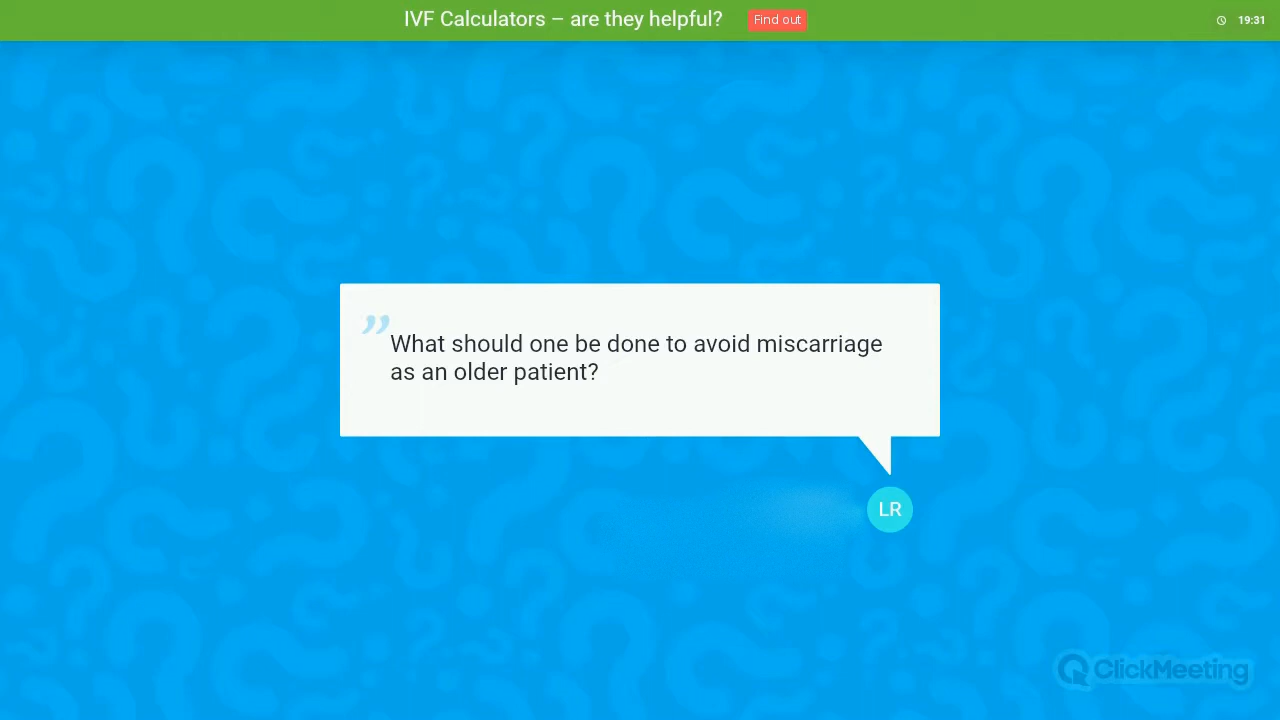 IVF Calculators – are they helpful?
Find out
19:31
What should one be done to avoid miscarriage
as an older patient?
LR
ClickMeeting